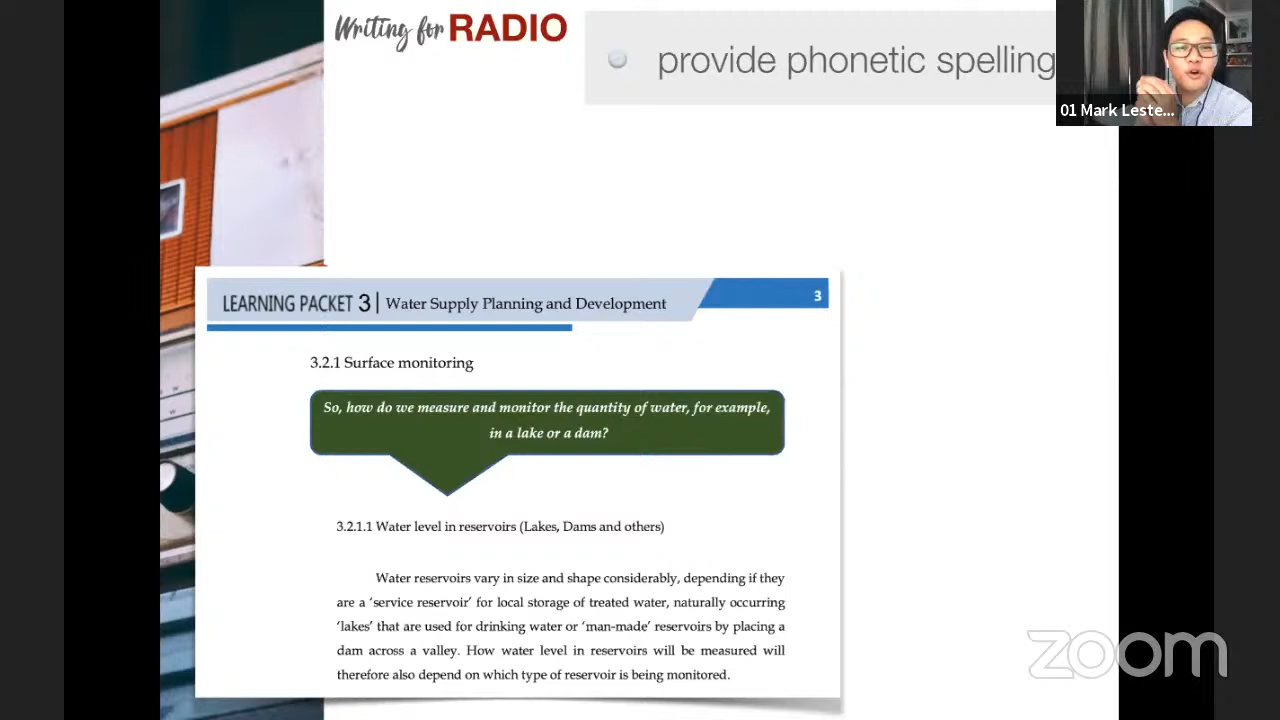 Writing for RADIO
provide phonetic spelling
01 Mark Leste...
LEARNING PACKET 3 | Water Supply Planning and Development
3
3.2.1 Surface monitoring
So, how do we measure and monitor the quantity of water, for example,
in a lake or a dam?
3.2.1.1 Water level in reservoirs (Lakes, Dams and others)
Water reservoirs vary in size and shape considerably, depending if they
are a ‘service reservoir’ for local storage of treated water, naturally occurring
‘lakes’ that are used for drinking water or ‘man-made’ reservoirs by placing a
dam across a valley. How water level in reservoirs will be measured will
therefore also depend on which type of reservoir is being monitored.
zoom